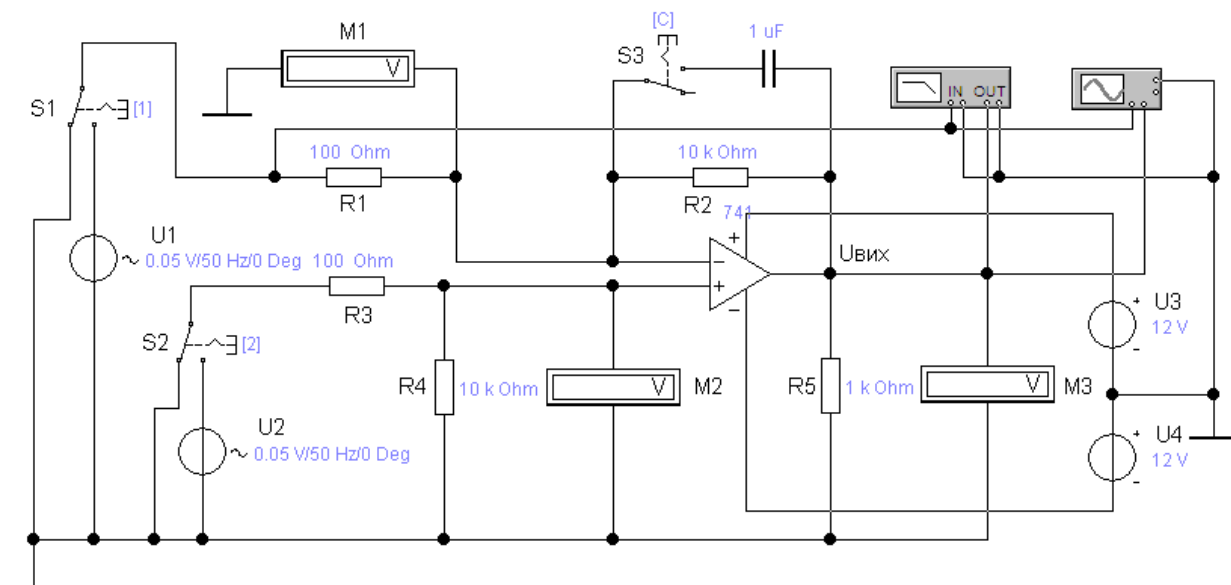 M1
V
[C]
S3
1 uF
IN OUT
S1
[1]
100 Ohm
R1
10 k Ohm
R2
741
U1
0.05 V/50 Hz/0 Deg
100 Ohm
R3
+
−
+
−
Uвих
S2
[2]
U2
0.05 V/50 Hz/0 Deg
R4
10 k Ohm
V
M2
R5
1 k Ohm
V
M3
+
U3
12 V
-
+
U4
12 V
-